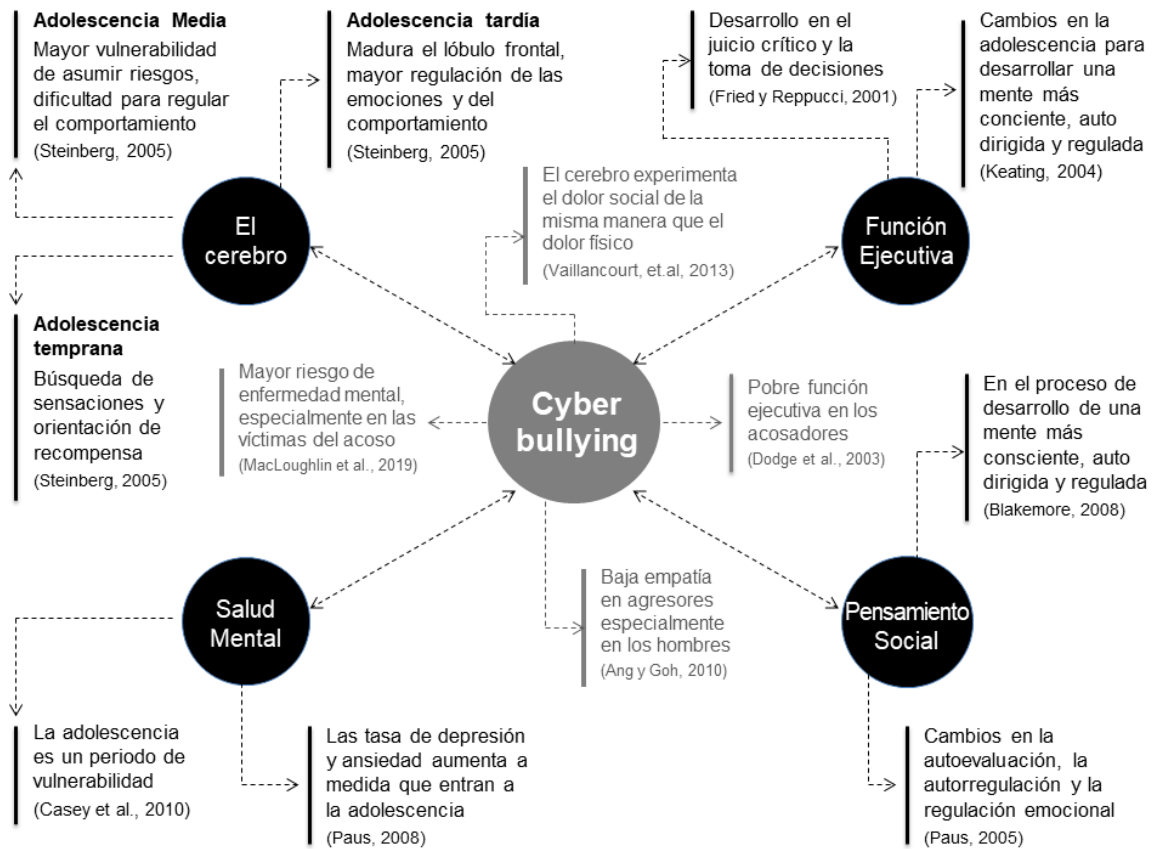 Adolescencia Media
Mayor vulnerabilidad
de asumir riesgos,
dificultad para regular
el comportamiento
(Steinberg, 2005)
Adolescencia tardía
Madura el lóbulo frontal,
mayor regulación de las
emociones y del
comportamiento
(Steinberg, 2005)
Desarrollo en el
juicio crítico y la
toma de decisiones
(Fried y Reppucci, 2001)
Cambios en la
adolescencia para
desarrollar una
mente más
conciente, auto
dirigida y regulada
(Keating, 2004)
El
cerebro
El cerebro experimenta
el dolor social de la
misma manera que el
dolor físico
(Vaillancourt, et.al, 2013)
Función
Ejecutiva
Adolescencia
temprana
Búsqueda de
sensaciones y
orientación de
recompensa
(Steinberg, 2005)
Mayor riesgo de
enfermedad mental,
especialmente en las
víctimas del acoso
(MacLoughlin et al., 2019)
Cyber
bullying
Pobre función
ejecutiva en los
acosadores
(Dodge et al., 2003)
En el proceso de
desarrollo de una
mente más
consciente, auto
dirigida y regulada
(Blakemore, 2008)
Salud
Mental
Baja empatía
en agresores
especialmente
en los hombres
(Ang y Goh, 2010)
Pensamiento
Social
La adolescencia
es un periodo de
vulnerabilidad
(Casey et al., 2010)
Las tasa de depresión
y ansiedad aumenta a
medida que entran a
la adolescencia
(Paus, 2008)
Cambios en la
autoevaluación, la
autorregulación y la
regulación emocional
(Paus, 2005)